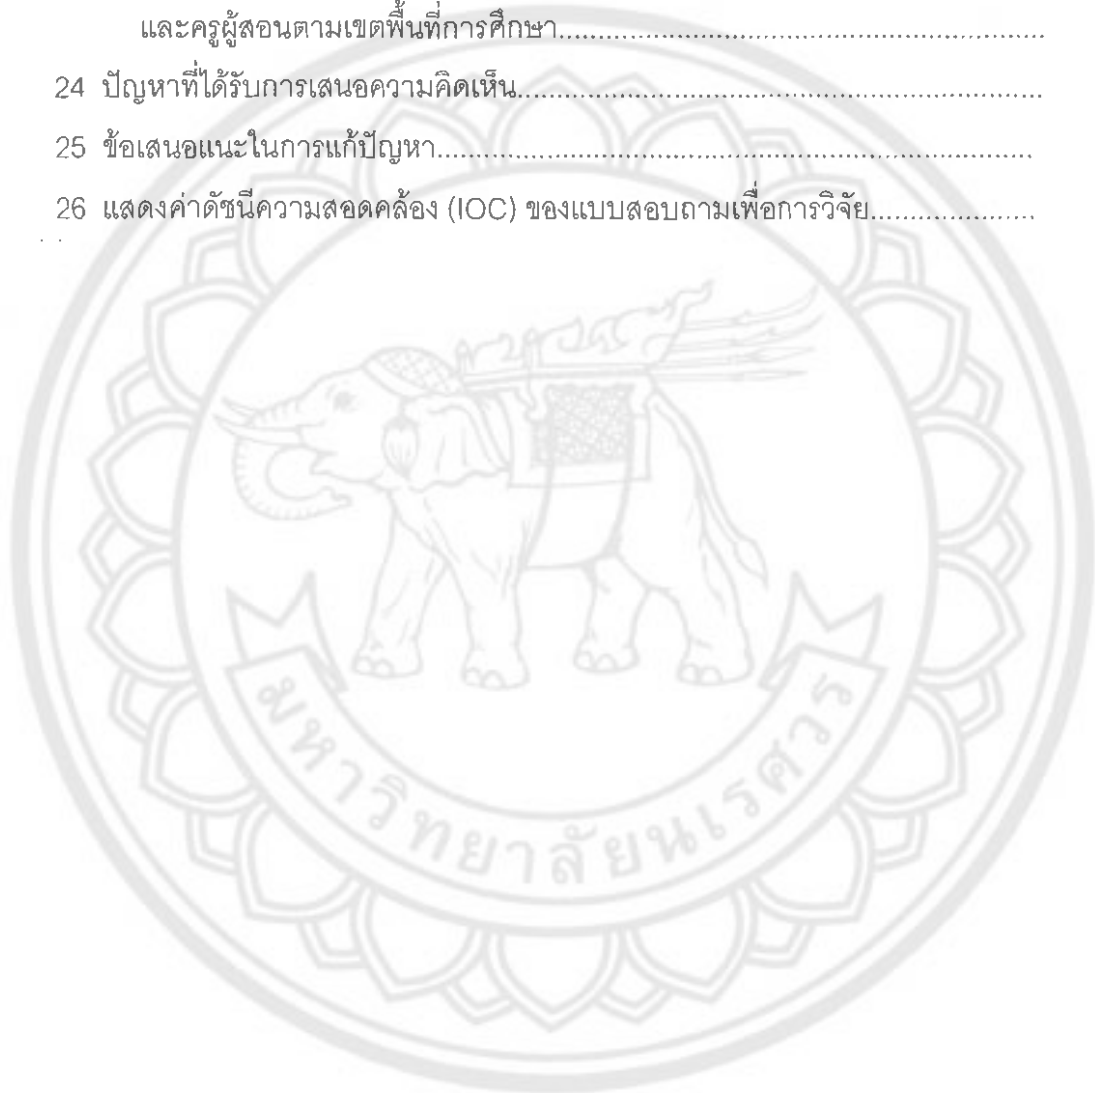 และครูผู้สอนตามเขตพื้นที่การศึกษา............................................................
24 ปัญหาที่ได้รับการเสนอความคิดเห็น.................................................................
25 ข้อเสนอแนะในการแก้ปัญหา..........................................................................
26 แสดงค่าดัชนีความสอดคล้อง (IOC) ของแบบสอบถามเพื่อการวิจัย....................
มหาวิทยาลัยนเรศวร